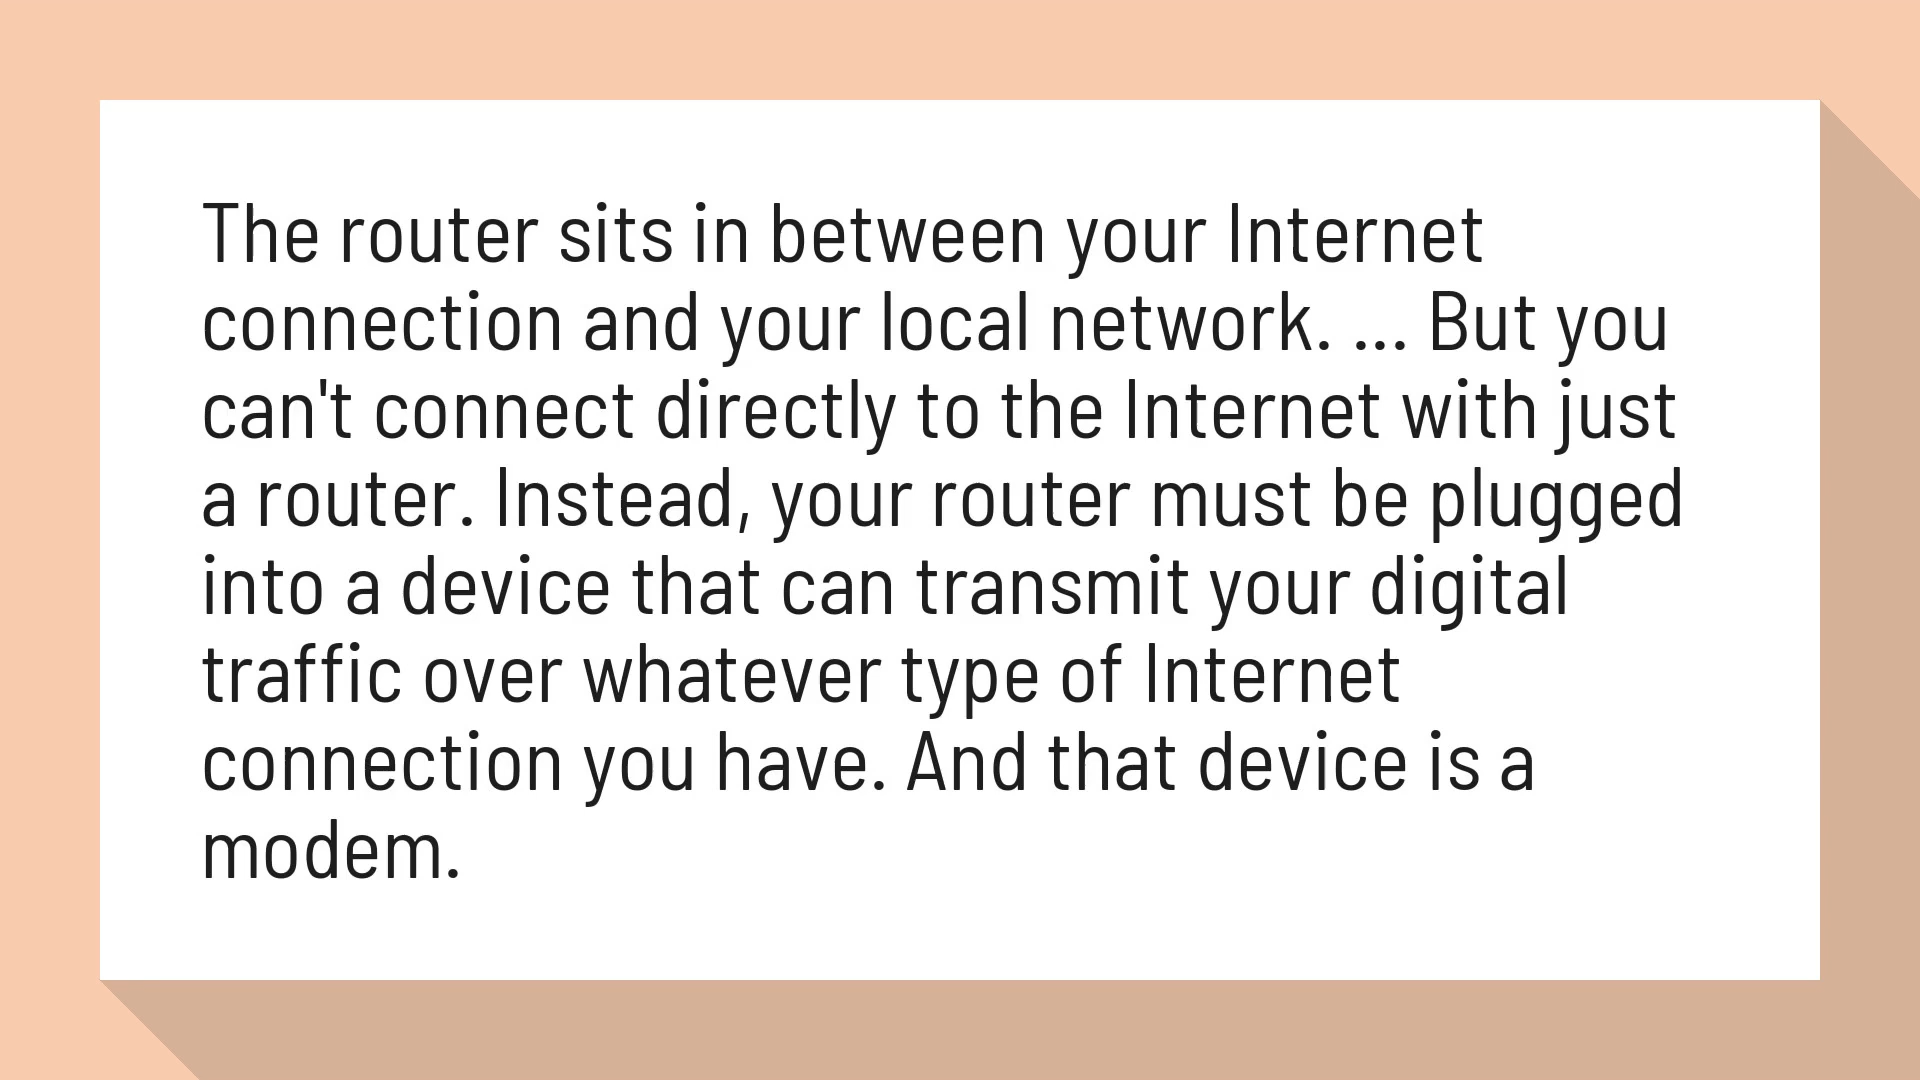 The router sits in between your Internet
connection and your local network. ... But you
can't connect directly to the Internet with just
a router. Instead, your router must be plugged
into a device that can transmit your digital
traffic over whatever type of Internet
connection you have. And that device is a
modem.